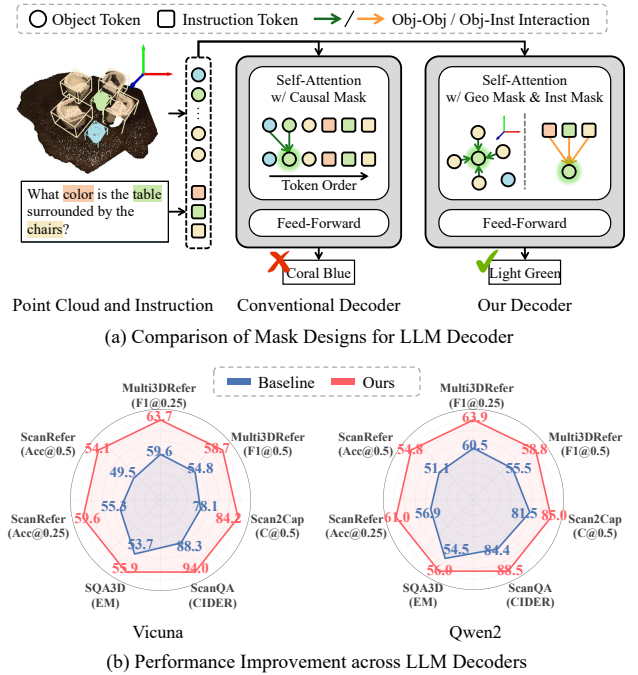 Object Token
Instruction Token
/
Obj-Obj / Obj-Inst Interaction
What color is the table
surrounded by the
chairs?
Self-Attention
w/ Causal Mask
Token Order
Feed-Forward
Coral Blue
Self-Attention
w/ Geo Mask & Inst Mask
Feed-Forward
Light Green
Point Cloud and Instruction
Conventional Decoder
Our Decoder
(a) Comparison of Mask Designs for LLM Decoder
Baseline
Ours
Multi3DRefer
(F1@0.25)
63.7
59.6
Multi3DRefer
(F1@0.5)
58.7
54.8
Scan2Cap
(C@0.5)
84.2
78.1
ScanQA
(CIDER)
94.0
88.3
SQA3D
(EM)
55.9
53.7
ScanRefer
(Acc@0.25)
59.6
55.3
ScanRefer
(Acc@0.5)
54.1
49.5
Vicuna
Multi3DRefer
(F1@0.25)
63.9
60.5
Multi3DRefer
(F1@0.5)
58.8
55.5
Scan2Cap
(C@0.5)
85.0
81.5
ScanQA
(CIDER)
88.5
84.4
SQA3D
(EM)
56.0
54.5
ScanRefer
(Acc@0.25)
61.0
56.9
ScanRefer
(Acc@0.5)
54.8
51.1
Qwen2
(b) Performance Improvement across LLM Decoders